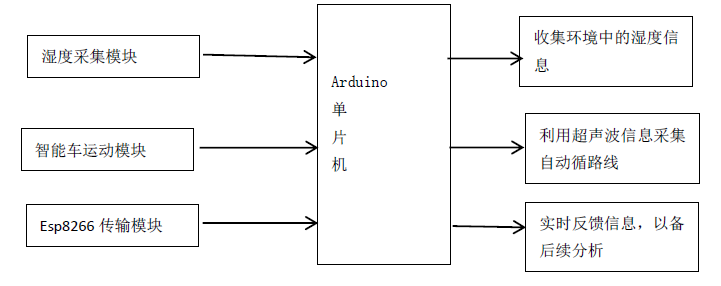 湿度采集模块
智能车运动模块
Esp8266 传输模块
Arduino
单
片
机
收集环境中的湿度信
息
利用超声波信息采集
自动循路线
实时反馈信息，以备
后续分析